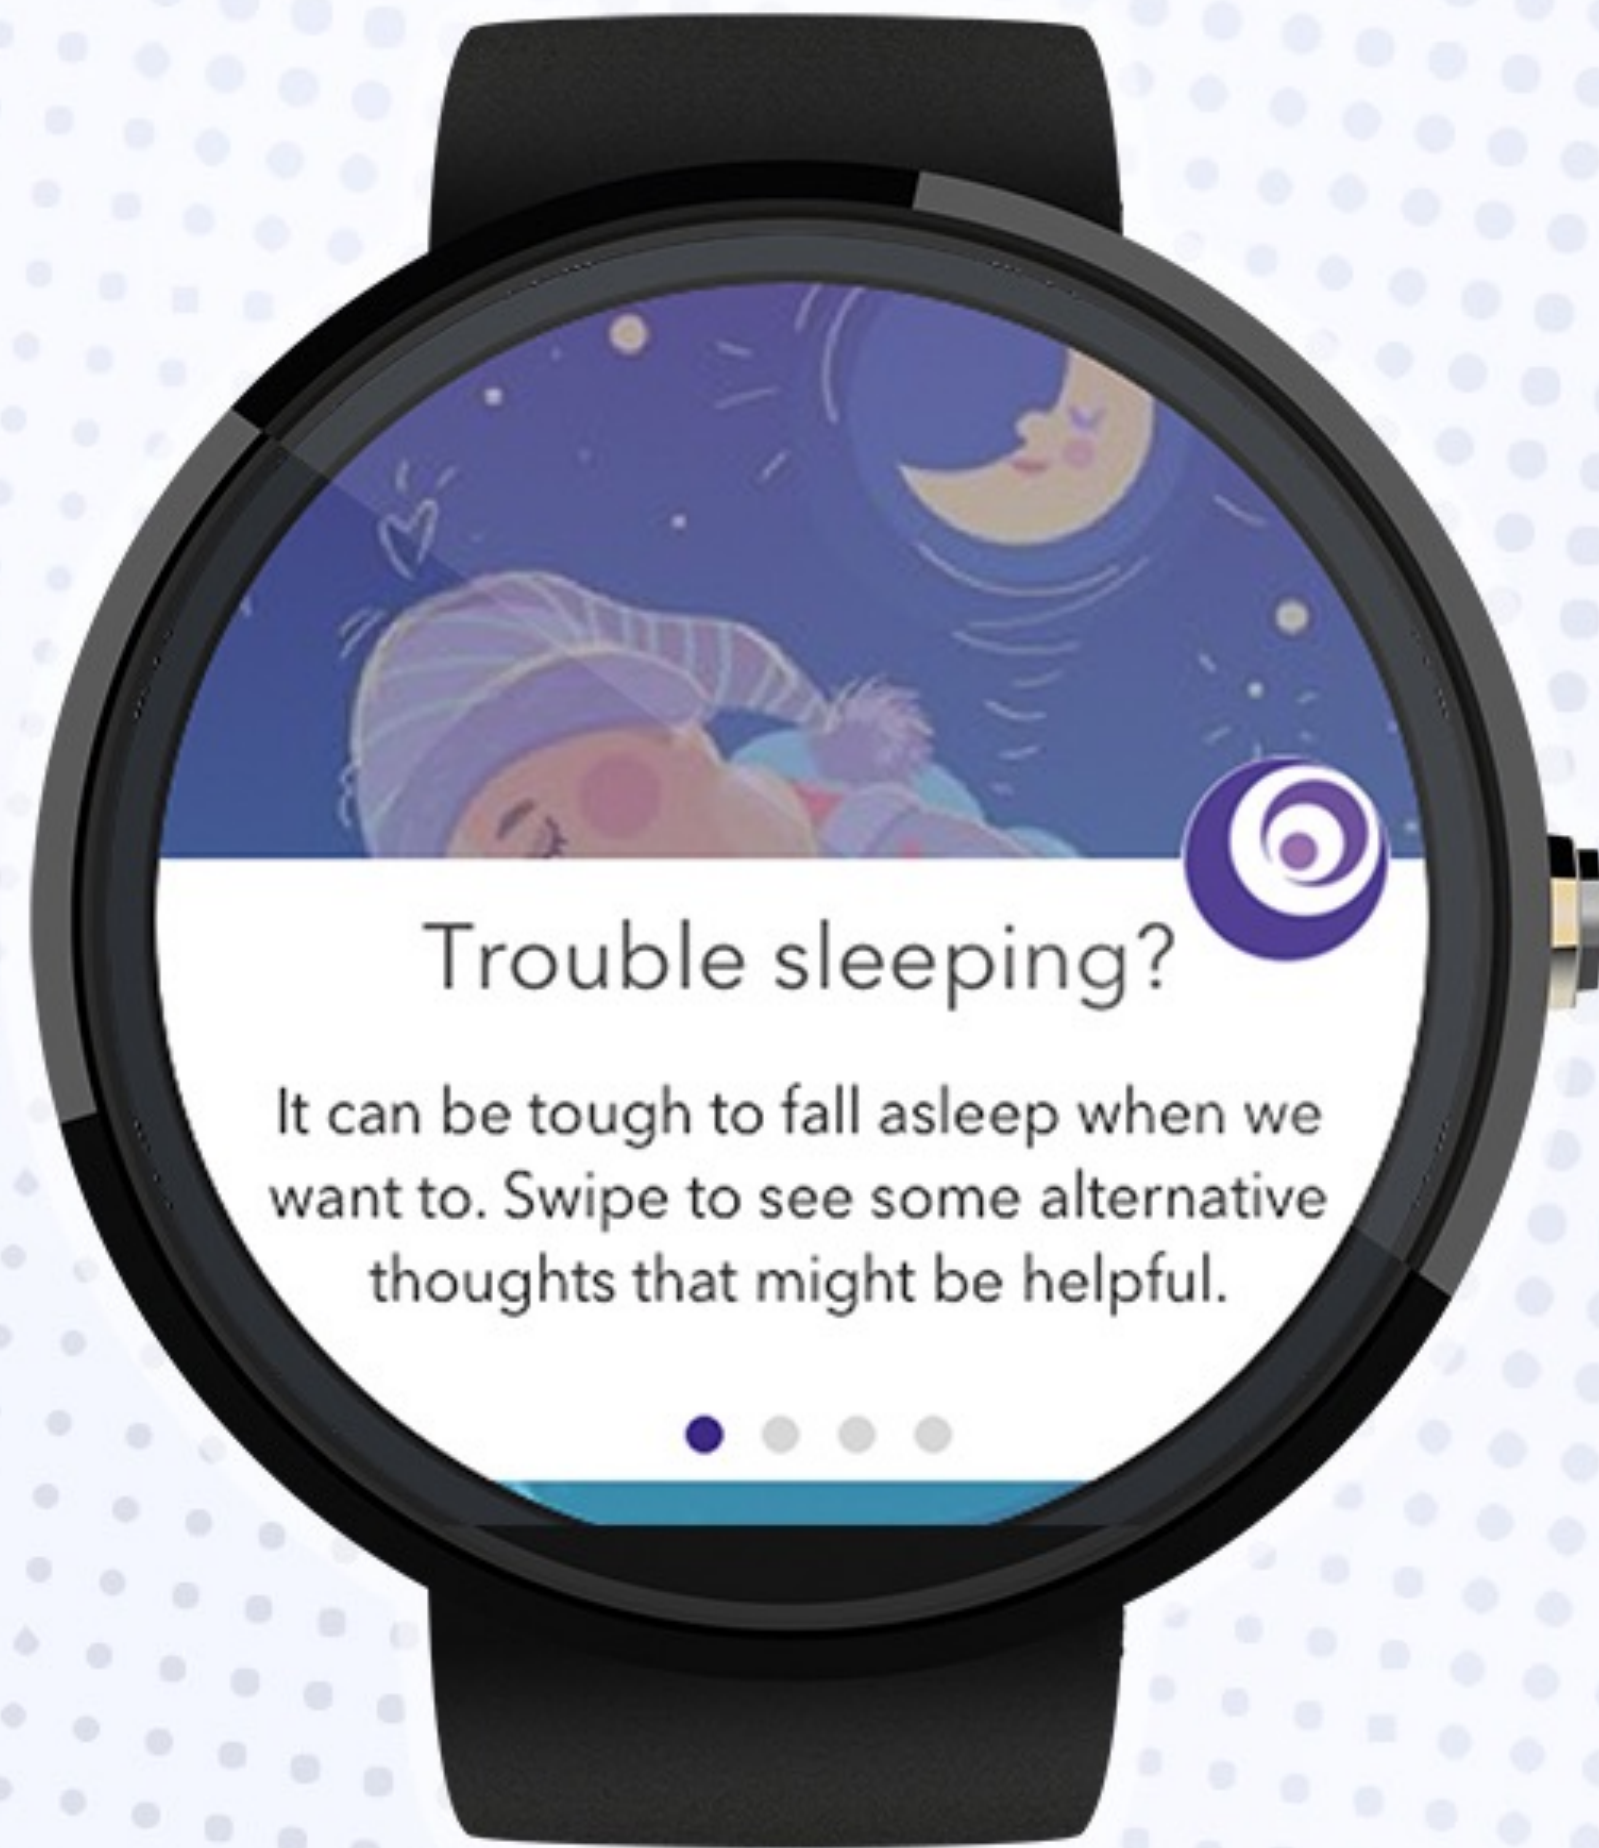 Trouble sleeping?
It can be tough to fall asleep when we
want to. Swipe to see some alternative
thoughts that might be helpful.